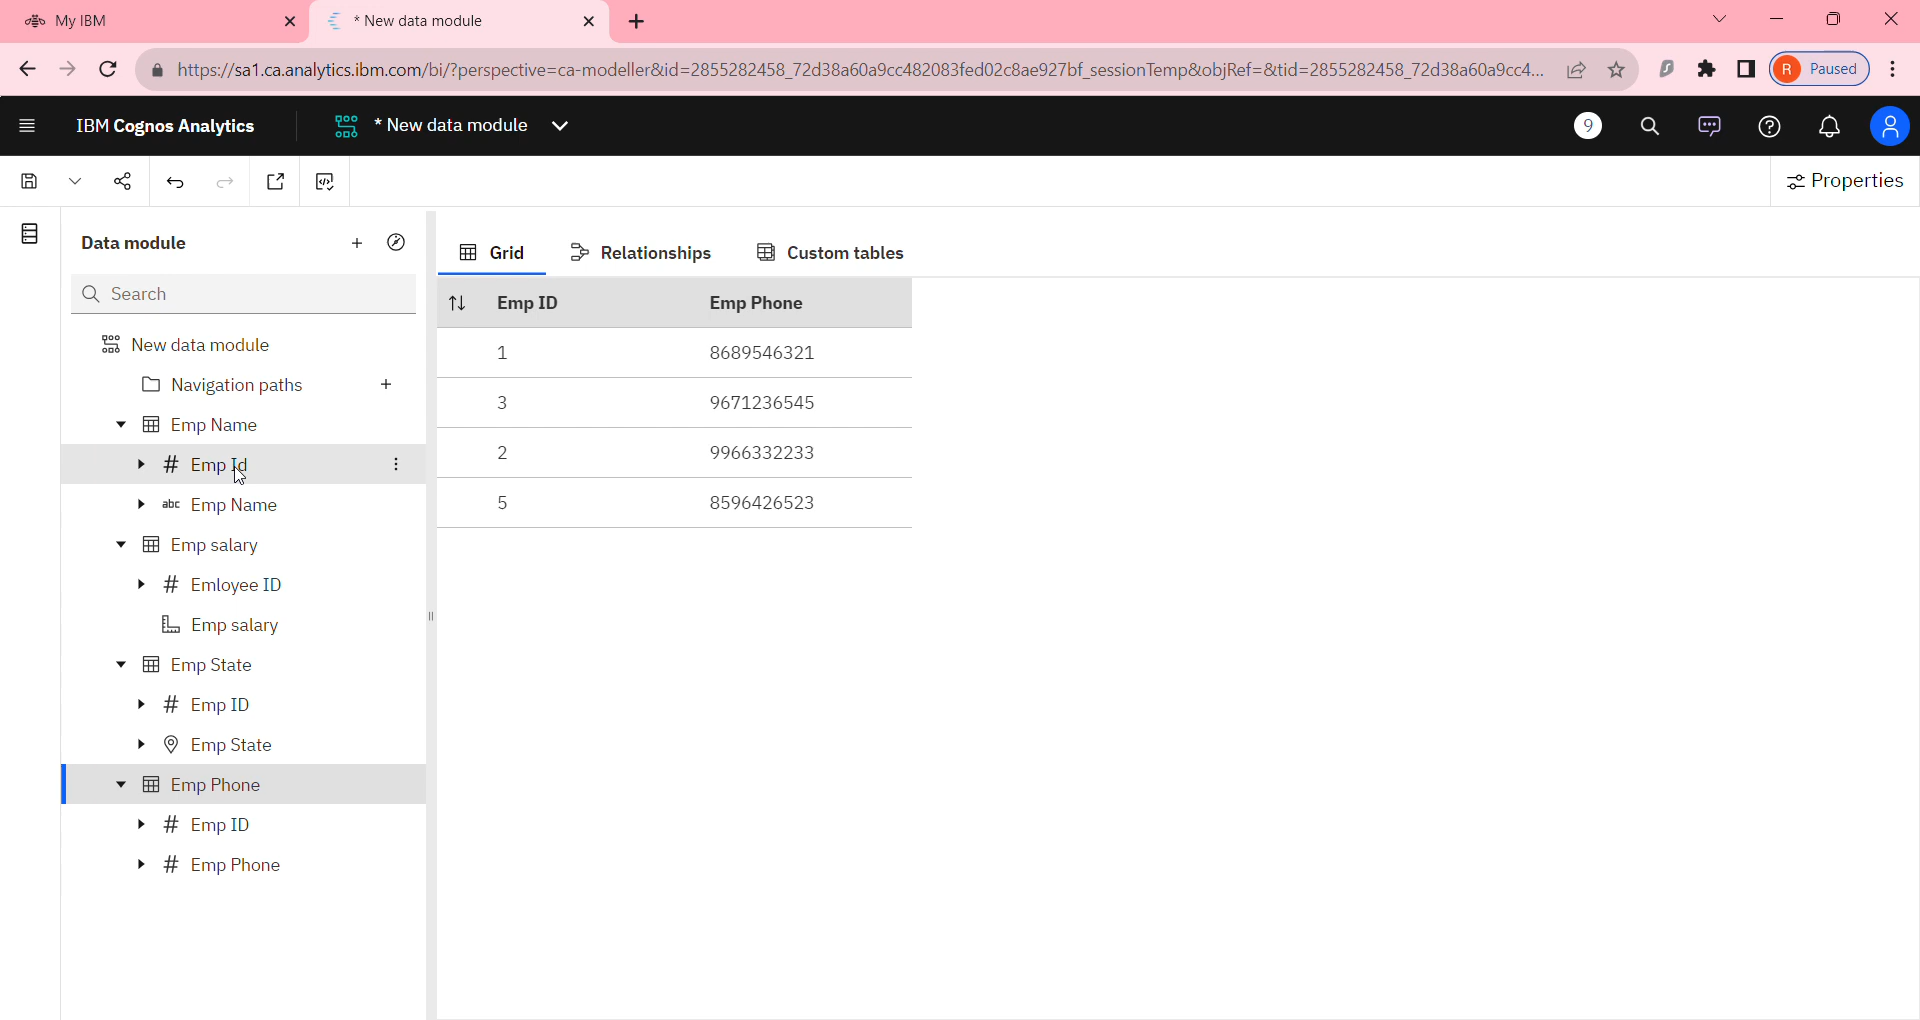 My IBM
* New data module
https://sa1.ca.analytics.ibm.com/bi/?perspective=ca-modeller&id=2855282458_72d38a60a9cc482083fed02c8ae927bf_sessionTemp&objRef=&tid=2855282458_72d38a60a9cc4...
R Paused
IBM Cognos Analytics
* New data module
9
Properties
Data module
Search
New data module
Navigation paths
Emp Name
# Emp Id
abc Emp Name
Emp salary
# Emloyee ID
Emp salary
Emp State
# Emp ID
Emp State
Emp Phone
# Emp ID
# Emp Phone
Grid
Relationships
Custom tables
Emp ID Emp Phone
1 8689546321
3 9671236545
2 9966332233
5 8596426523